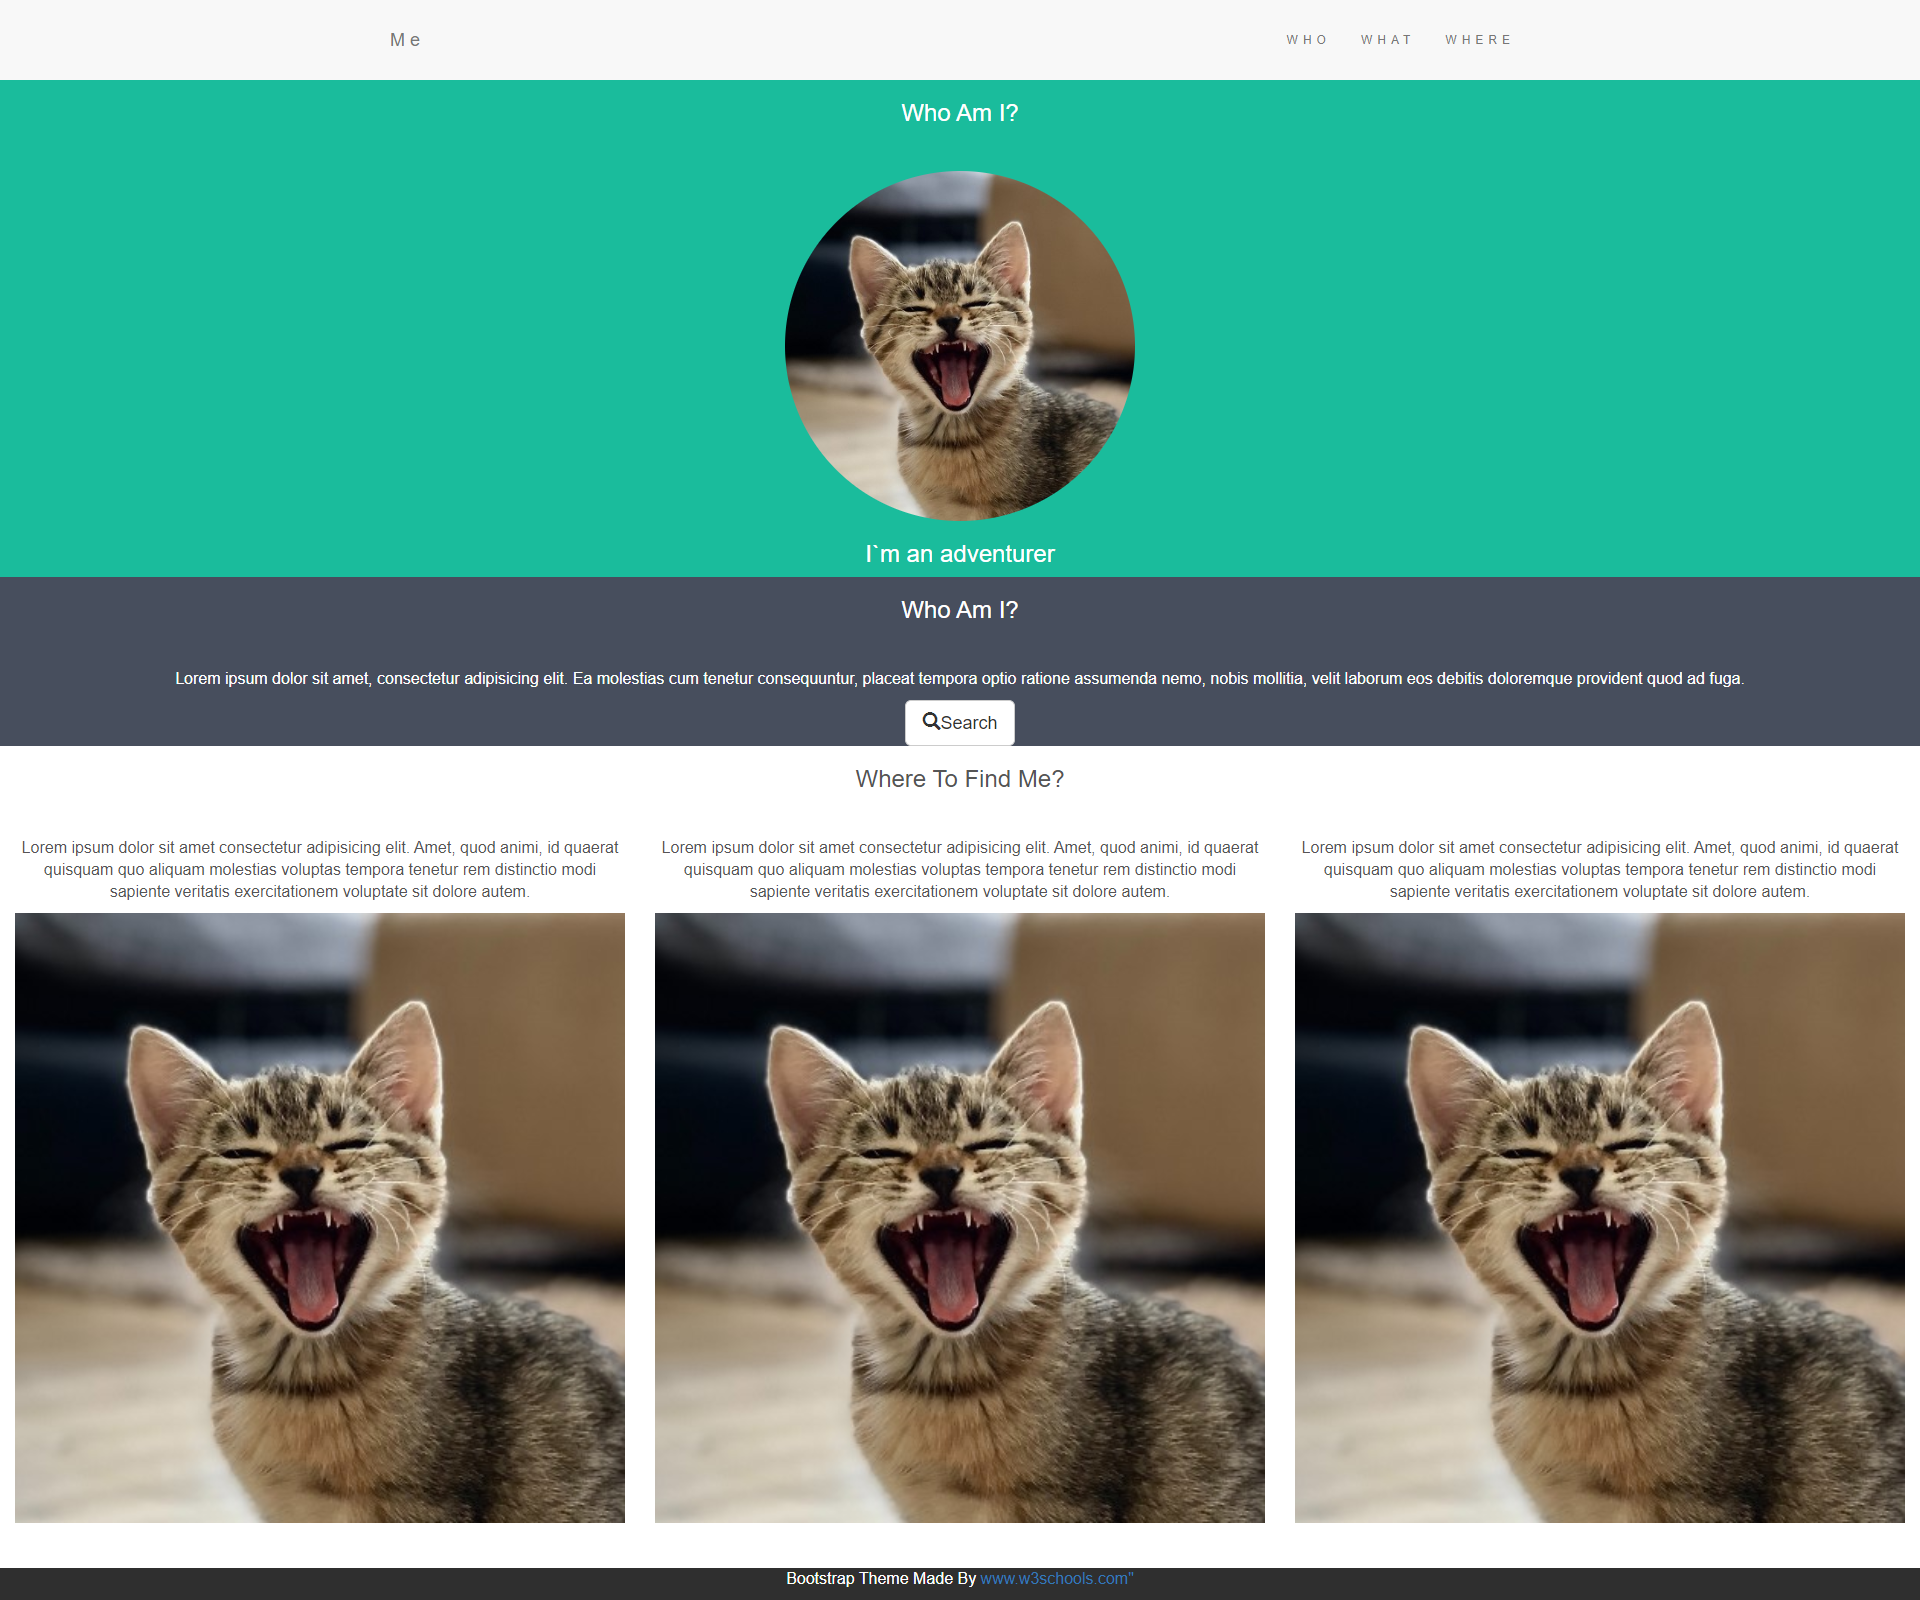 Me
WHO WHAT WHERE
Who Am I?
I`m an adventurer
Who Am I?
Lorem ipsum dolor sit amet, consectetur adipisicing elit. Ea molestias cum tenetur consequuntur, placeat tempora optio ratione assumenda nemo, nobis mollitia, velit laborum eos debitis doloremque provident quod ad fuga.
Search
Where To Find Me?
Lorem ipsum dolor sit amet consectetur adipisicing elit. Amet, quod animi, id quaerat
quisquam quo aliquam molestias voluptas tempora tenetur rem distinctio modi
sapiente veritatis exercitationem voluptate sit dolore autem.
Lorem ipsum dolor sit amet consectetur adipisicing elit. Amet, quod animi, id quaerat
quisquam quo aliquam molestias voluptas tempora tenetur rem distinctio modi
sapiente veritatis exercitationem voluptate sit dolore autem.
Lorem ipsum dolor sit amet consectetur adipisicing elit. Amet, quod animi, id quaerat
quisquam quo aliquam molestias voluptas tempora tenetur rem distinctio modi
sapiente veritatis exercitationem voluptate sit dolore autem.
Bootstrap Theme Made By www.w3schools.com"